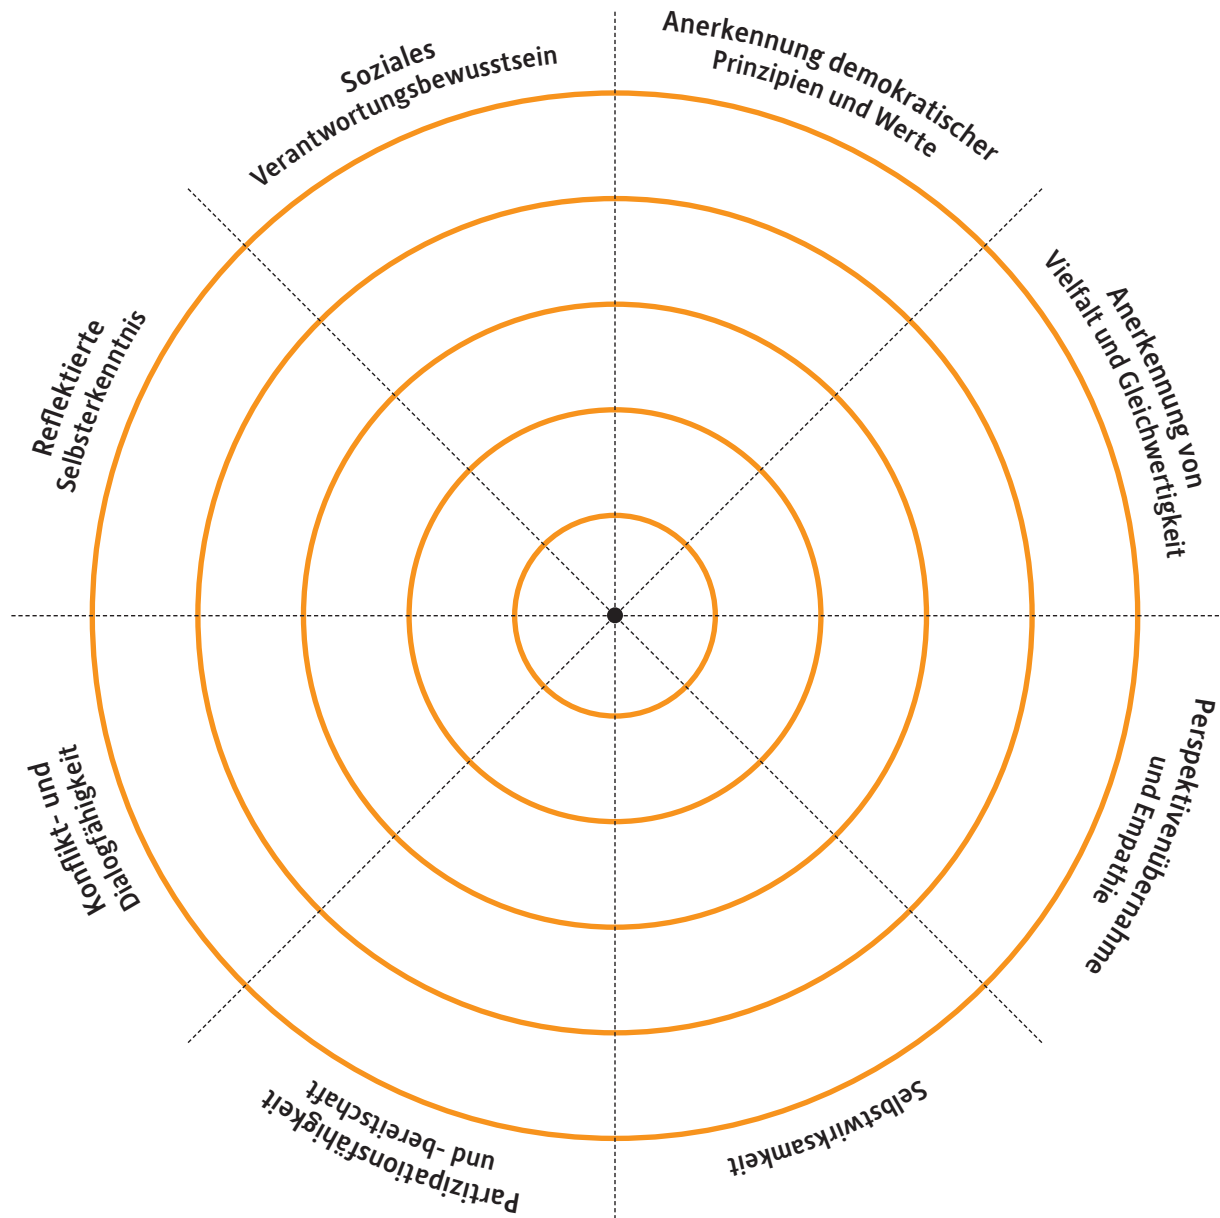 Anerkennung demokratischer
Prinzipien und Werte
Anerkennung von
Vielfalt und Gleichwertigkeit
Perspektivenübernahme
und Empathie
Selbstwirksamkeit
Partizipationsfähigkeit
und -bereitschaft
Konflikt- und
Dialogfähigkeit
Reflektierte
Selbsterkenntnis
Soziales
Verantwortungsbewusstsein